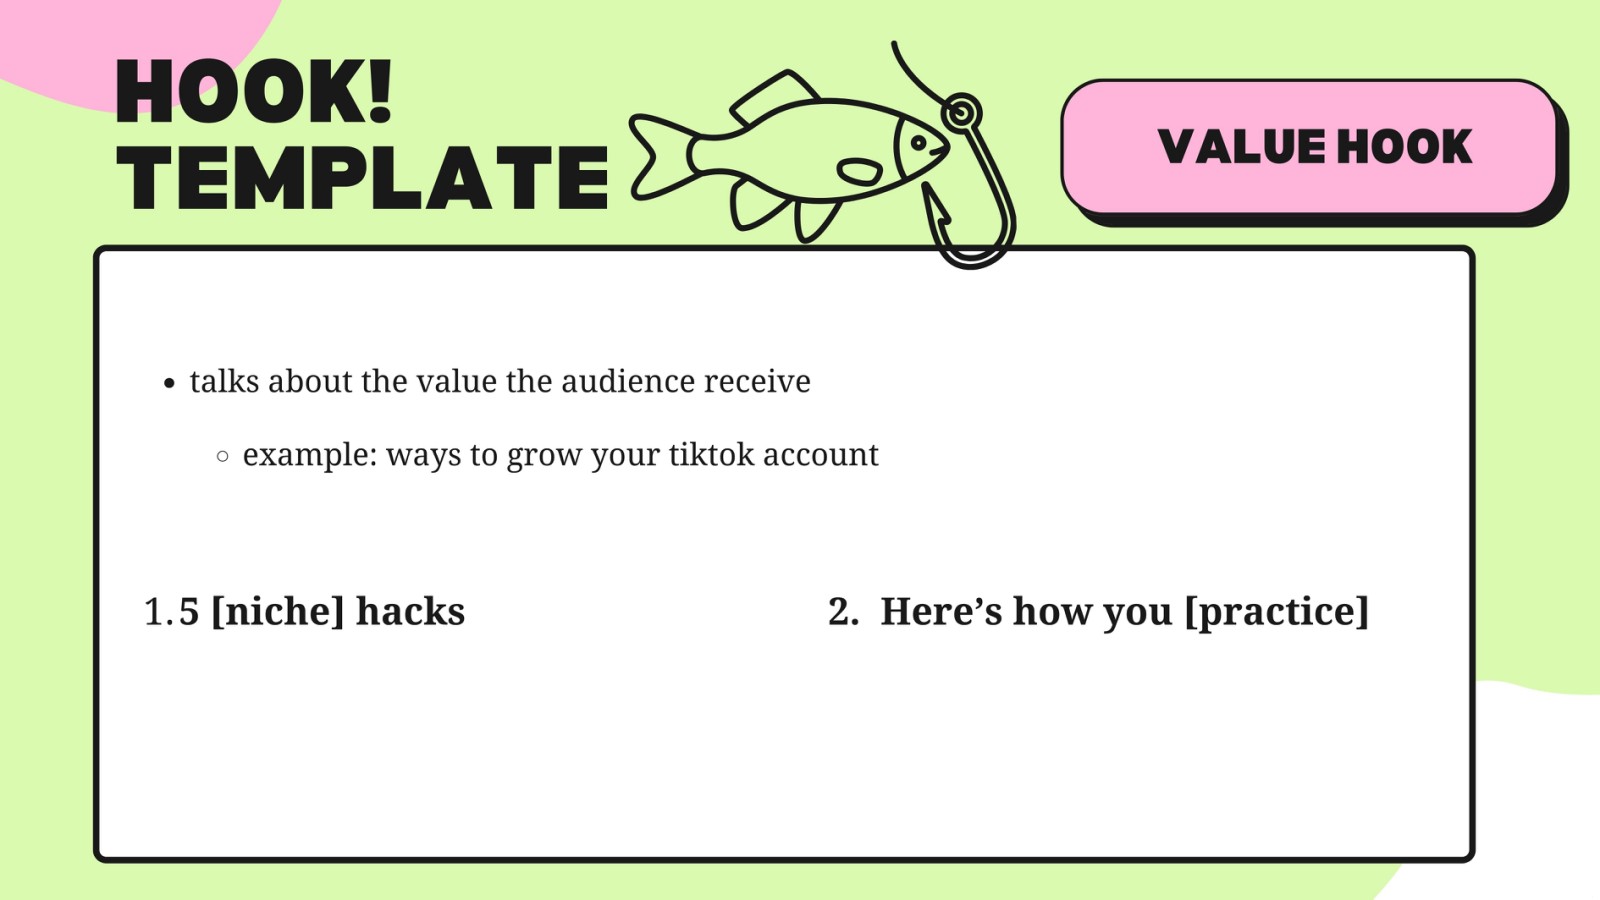 HOOK!
TEMPLATE
VALUE HOOK
• talks about the value the audience receive
○ example: ways to grow your tiktok account
1. 5 [niche] hacks
2. Here’s how you [practice]